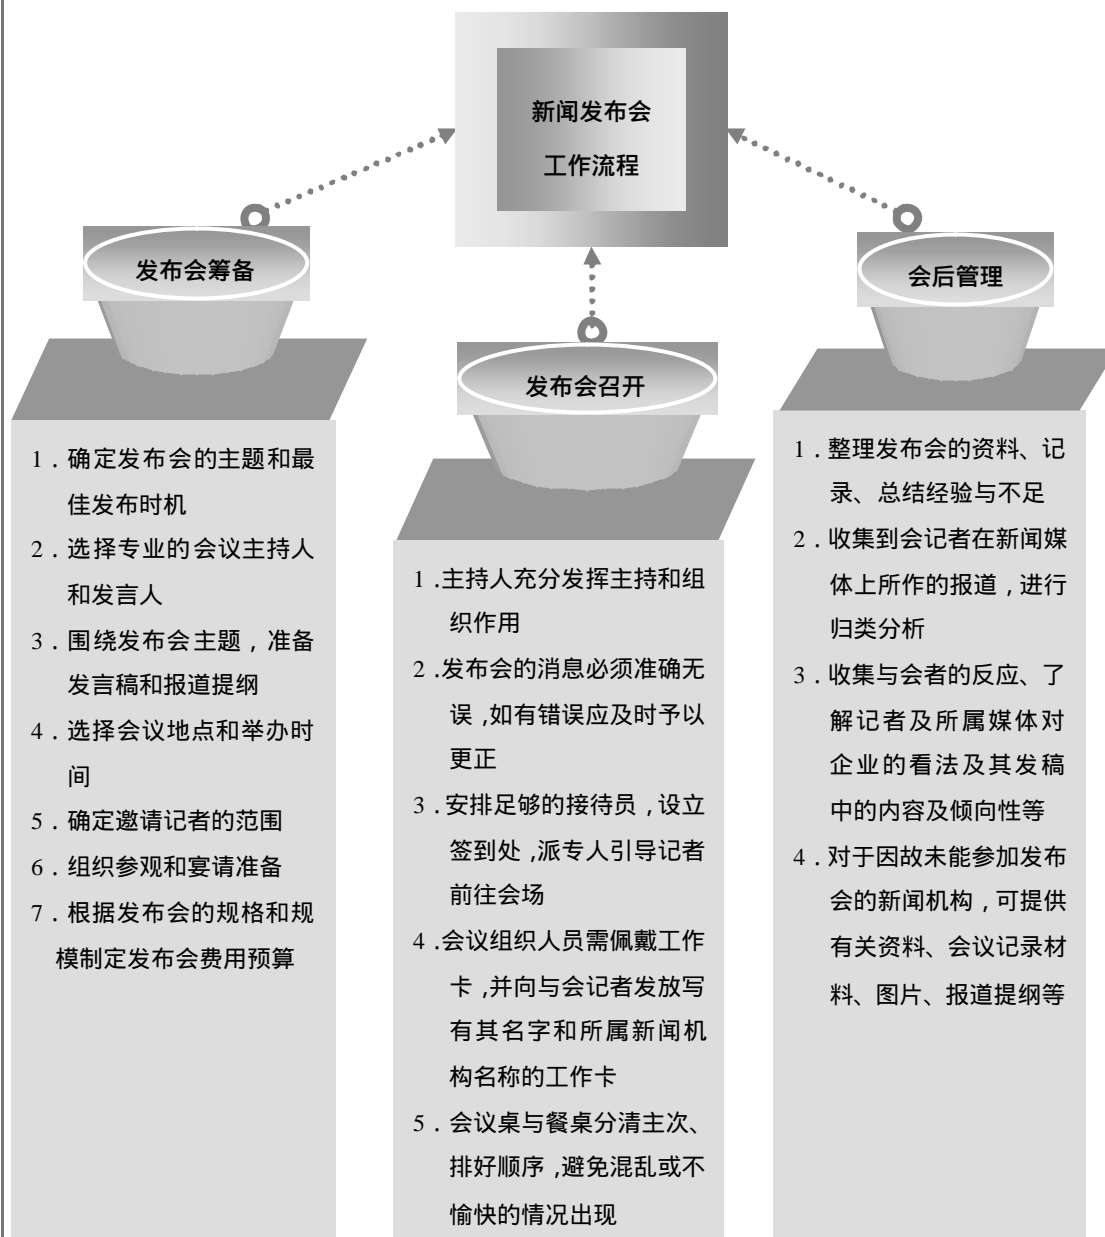 新闻发布会
工作流程
发布会筹备
1．确定发布会的主题和最
佳发布时机
2．选择专业的会议主持人
和发言人
3．围绕发布会主题，准备
发言稿和报道提纲
4．选择会议地点和举办时
间
5．确定邀请记者的范围
6．组织参观和宴请准备
7．根据发布会的规格和规
模制定发布会费用预算
发布会召开
1．主持人充分发挥主持和组
织作用
2．发布会的消息必须准确无
误，如有错误应及时予以
更正
3．安排足够的接待员，设立
签到处，派专人引导记者
前往会场
4．会议组织人员需佩戴工作
卡，并向与会记者发放写
有其名字和所属新闻机
构名称的工作卡
5．会议桌与餐桌分清主次、
排好顺序，避免混乱或不
愉快的情况出现
会后管理
1．整理发布会的资料、记
录、总结经验与不足
2．收集到会记者在新闻媒
体上所作的报道，进行
归类分析
3．收集与会者的反应、了
解记者及所属媒体对
企业的看法及其发稿
中的内容及倾向性等
4．对于因故未能参加发布
会的新闻机构，可提供
有关资料、会议记录材
料、图片、报道提纲等